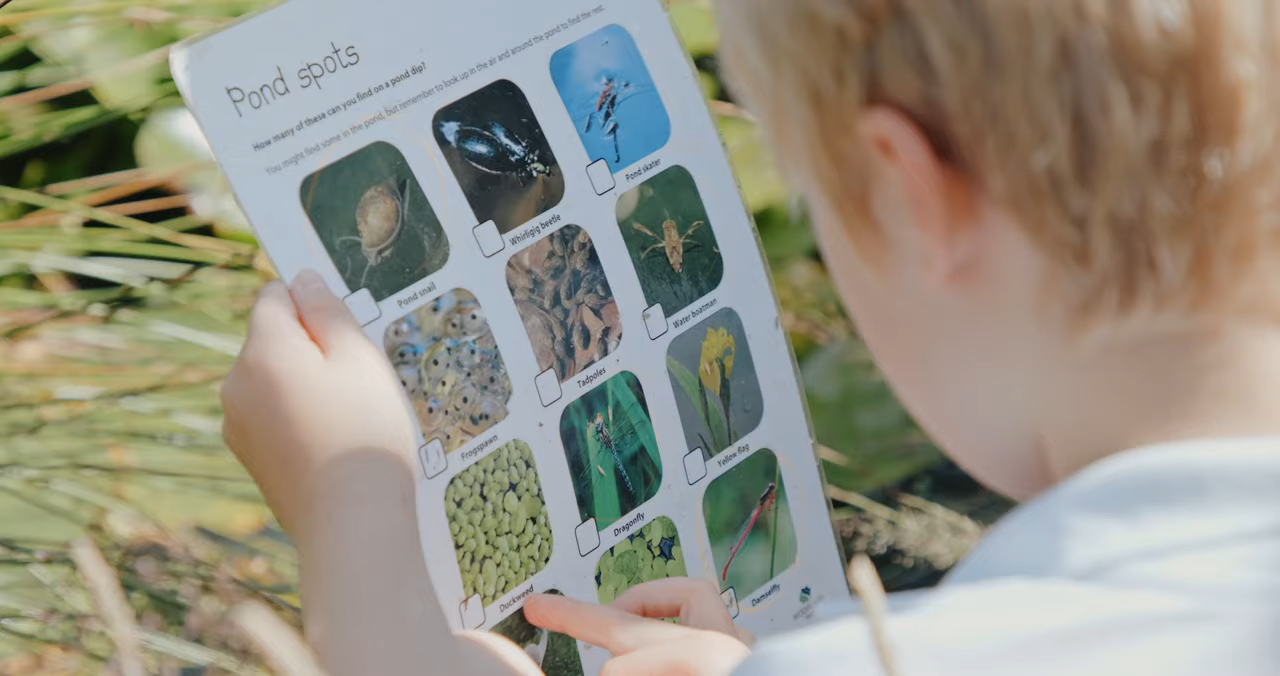 Pond spots
How many of these can you find on a pond dip?
You might find some in the pond, but remember to look up in the air and around the pond to find the rest.
Pond snail
Whirligig beetle
Pond skater
Frogspawn
Tadpoles
Water boatman
Duckweed
Dragonfly
Yellow flag
Damselfly